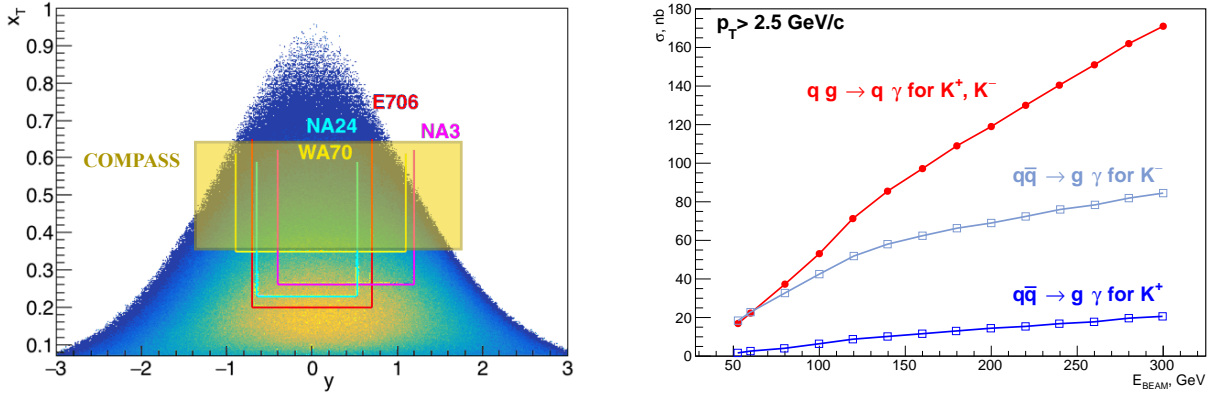 x_T
1
0.9
0.8
0.7
0.6
0.5
0.4
0.3
0.2
0.1
E706
NA24
NA3
WA70
COMPASS
−3 −2 −1 0 1 2 3
y
σ, nb
p_T > 2.5 GeV/c
180
160
140
120
100
80
60
40
20
0
q g → q γ for K⁺, K⁻
qq̅ → g γ for K⁻
qq̅ → g γ for K⁺
50 100 150 200 250 300
E_BEAM, GeV